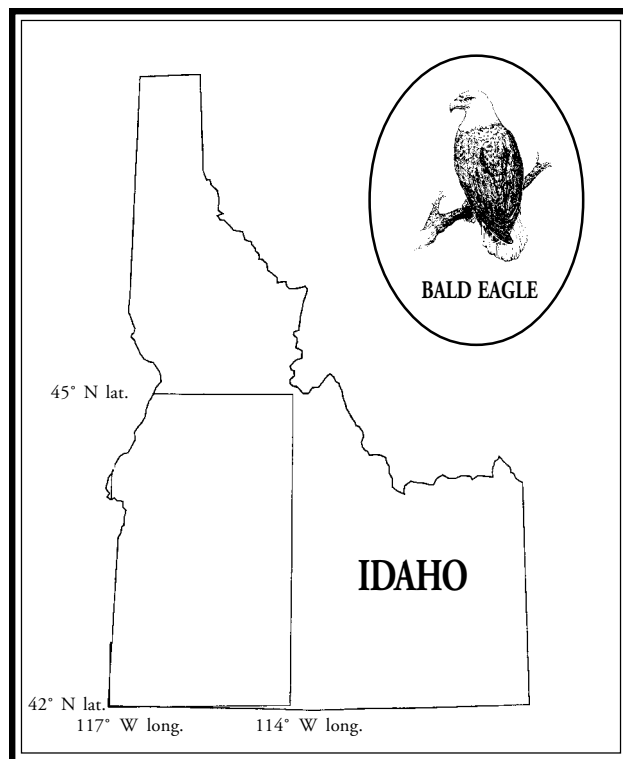 BALD EAGLE
45° N lat.
IDAHO
42° N lat.
117° W long. 114° W long.